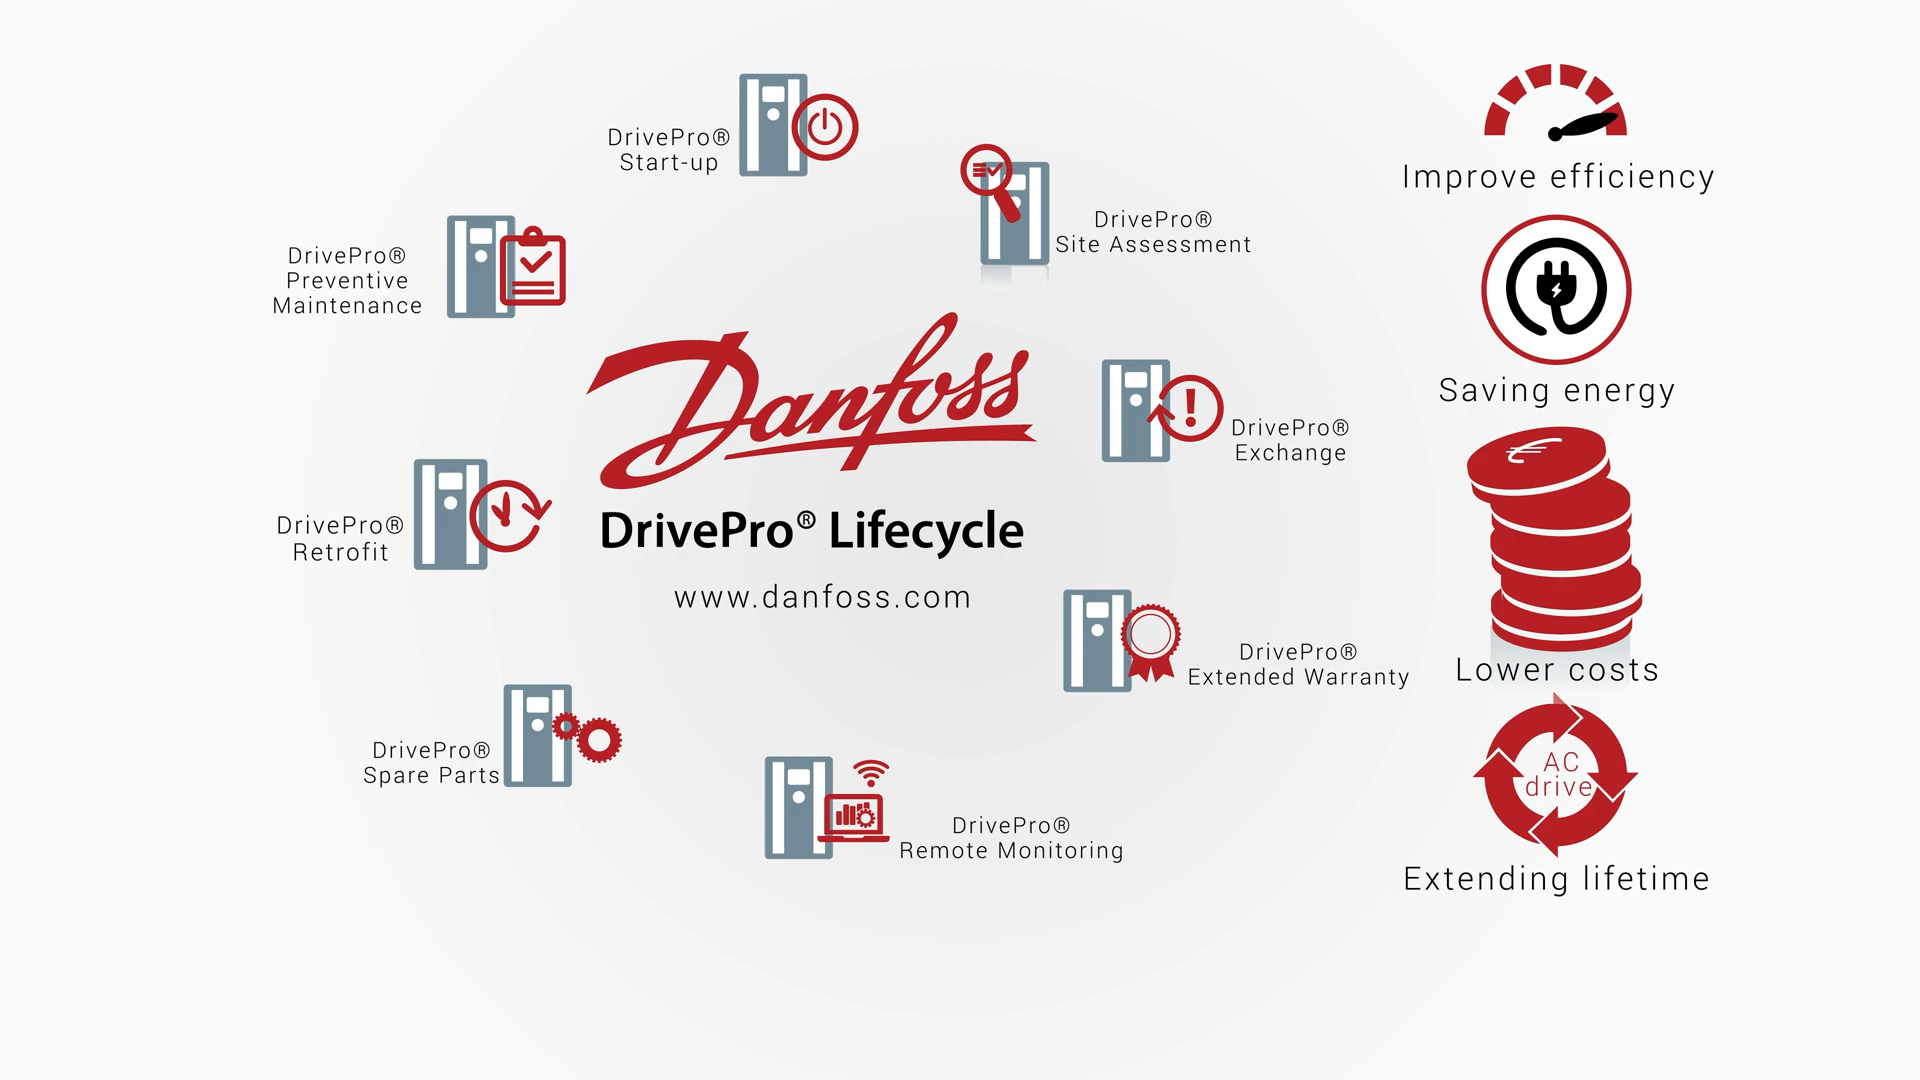 DrivePro®
Start-up
DrivePro®
Site Assessment
DrivePro®
Preventive
Maintenance
Danfoss
DrivePro®
Exchange
DrivePro®
Retrofit
DrivePro® Lifecycle
www.danfoss.com
DrivePro®
Extended Warranty
DrivePro®
Spare Parts
DrivePro®
Remote Monitoring
Improve efficiency
Saving energy
€
Lower costs
AC
drive
Extending lifetime